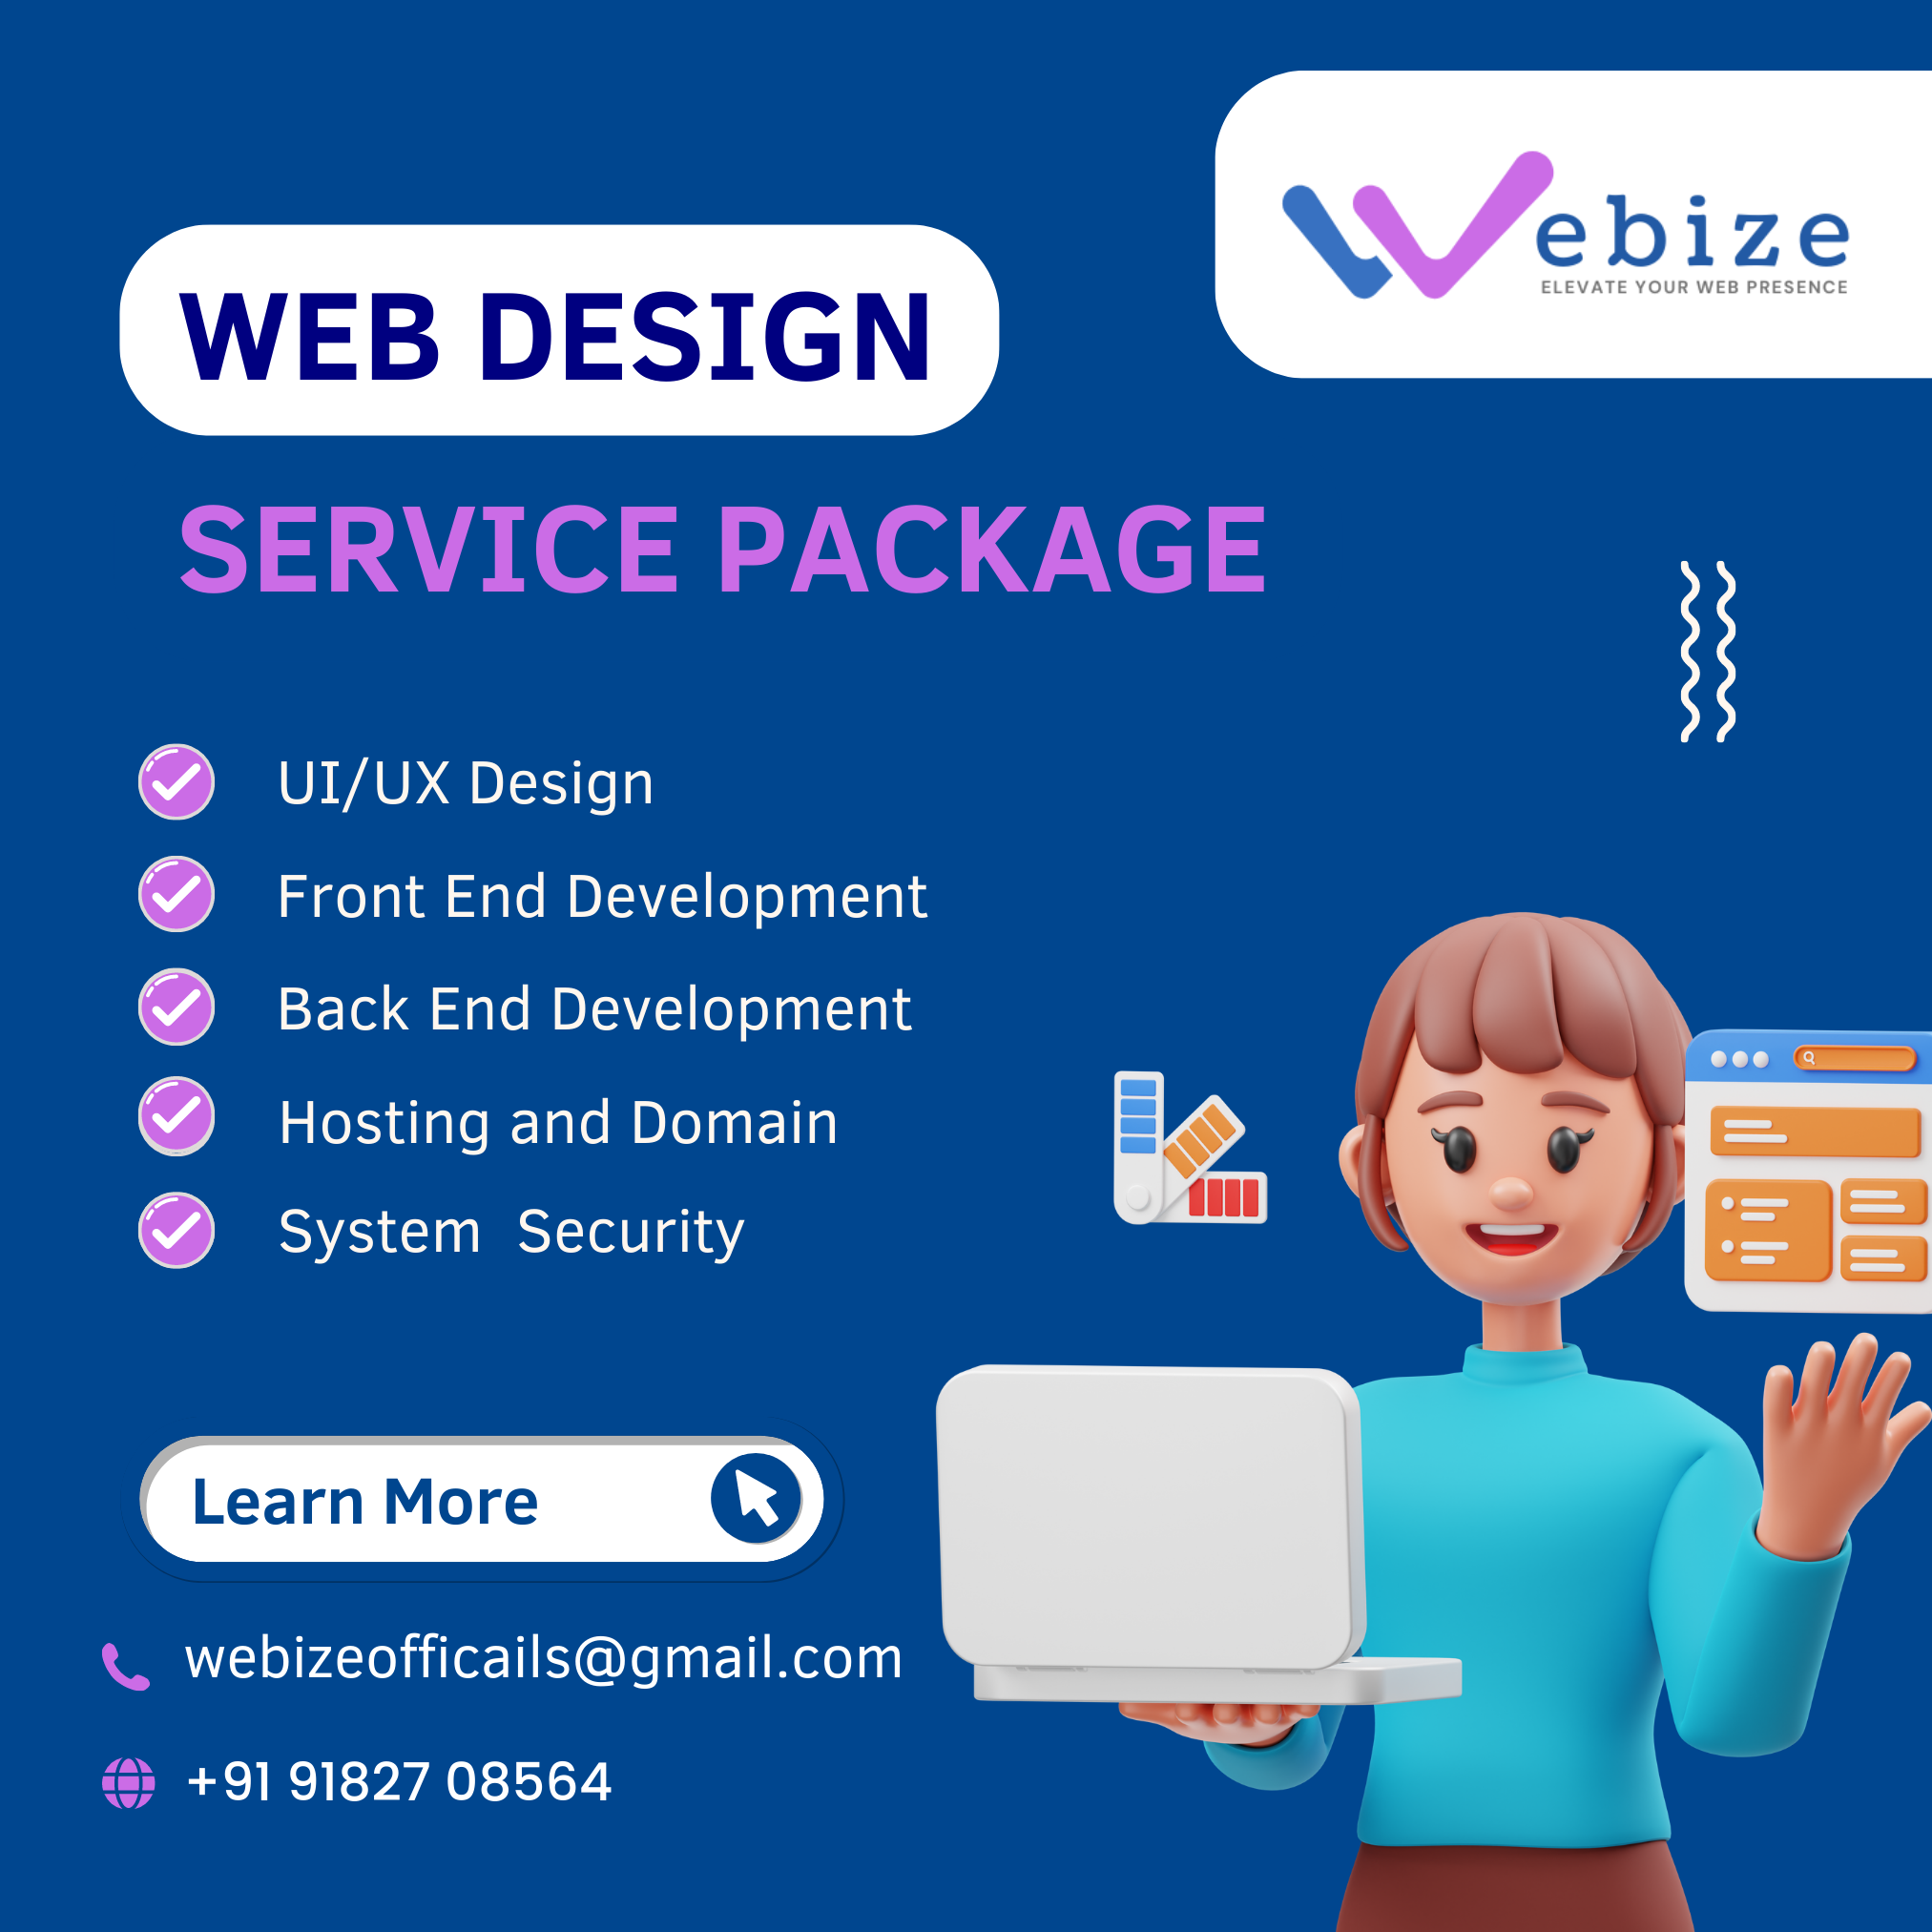 Webize
ELEVATE YOUR WEB PRESENCE
WEB DESIGN
SERVICE PACKAGE
UI/UX Design
Front End Development
Back End Development
Hosting and Domain
System Security
Learn More
webizeofficails@gmail.com
+91 91827 08564